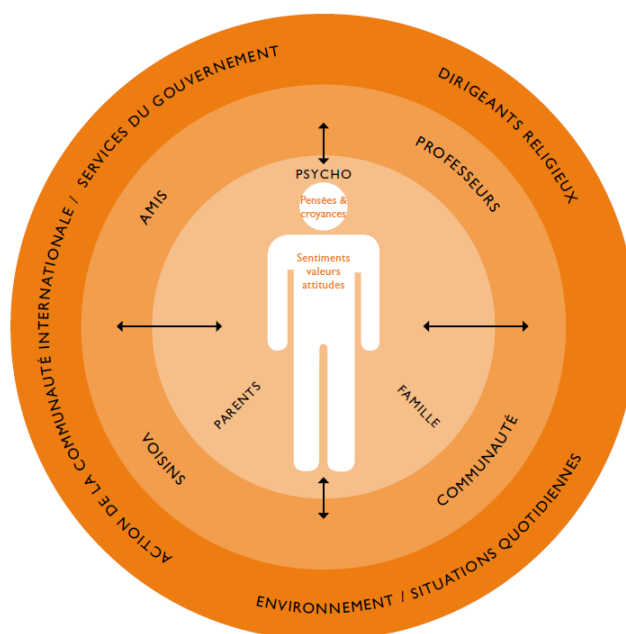 ACTION DE LA COMMUNAUTÉ INTERNATIONALE / SERVICES DU GOUVERNEMENT
DIRIGEANTS RELIGIEUX
ENVIRONNEMENT / SITUATIONS QUOTIDIENNES
AMIS
PROFESSEURS
VOISINS
COMMUNAUTÉ
PSYCHO
Pensées &
croyances
Sentiments
valeurs
attitudes
PARENTS
FAMILLE